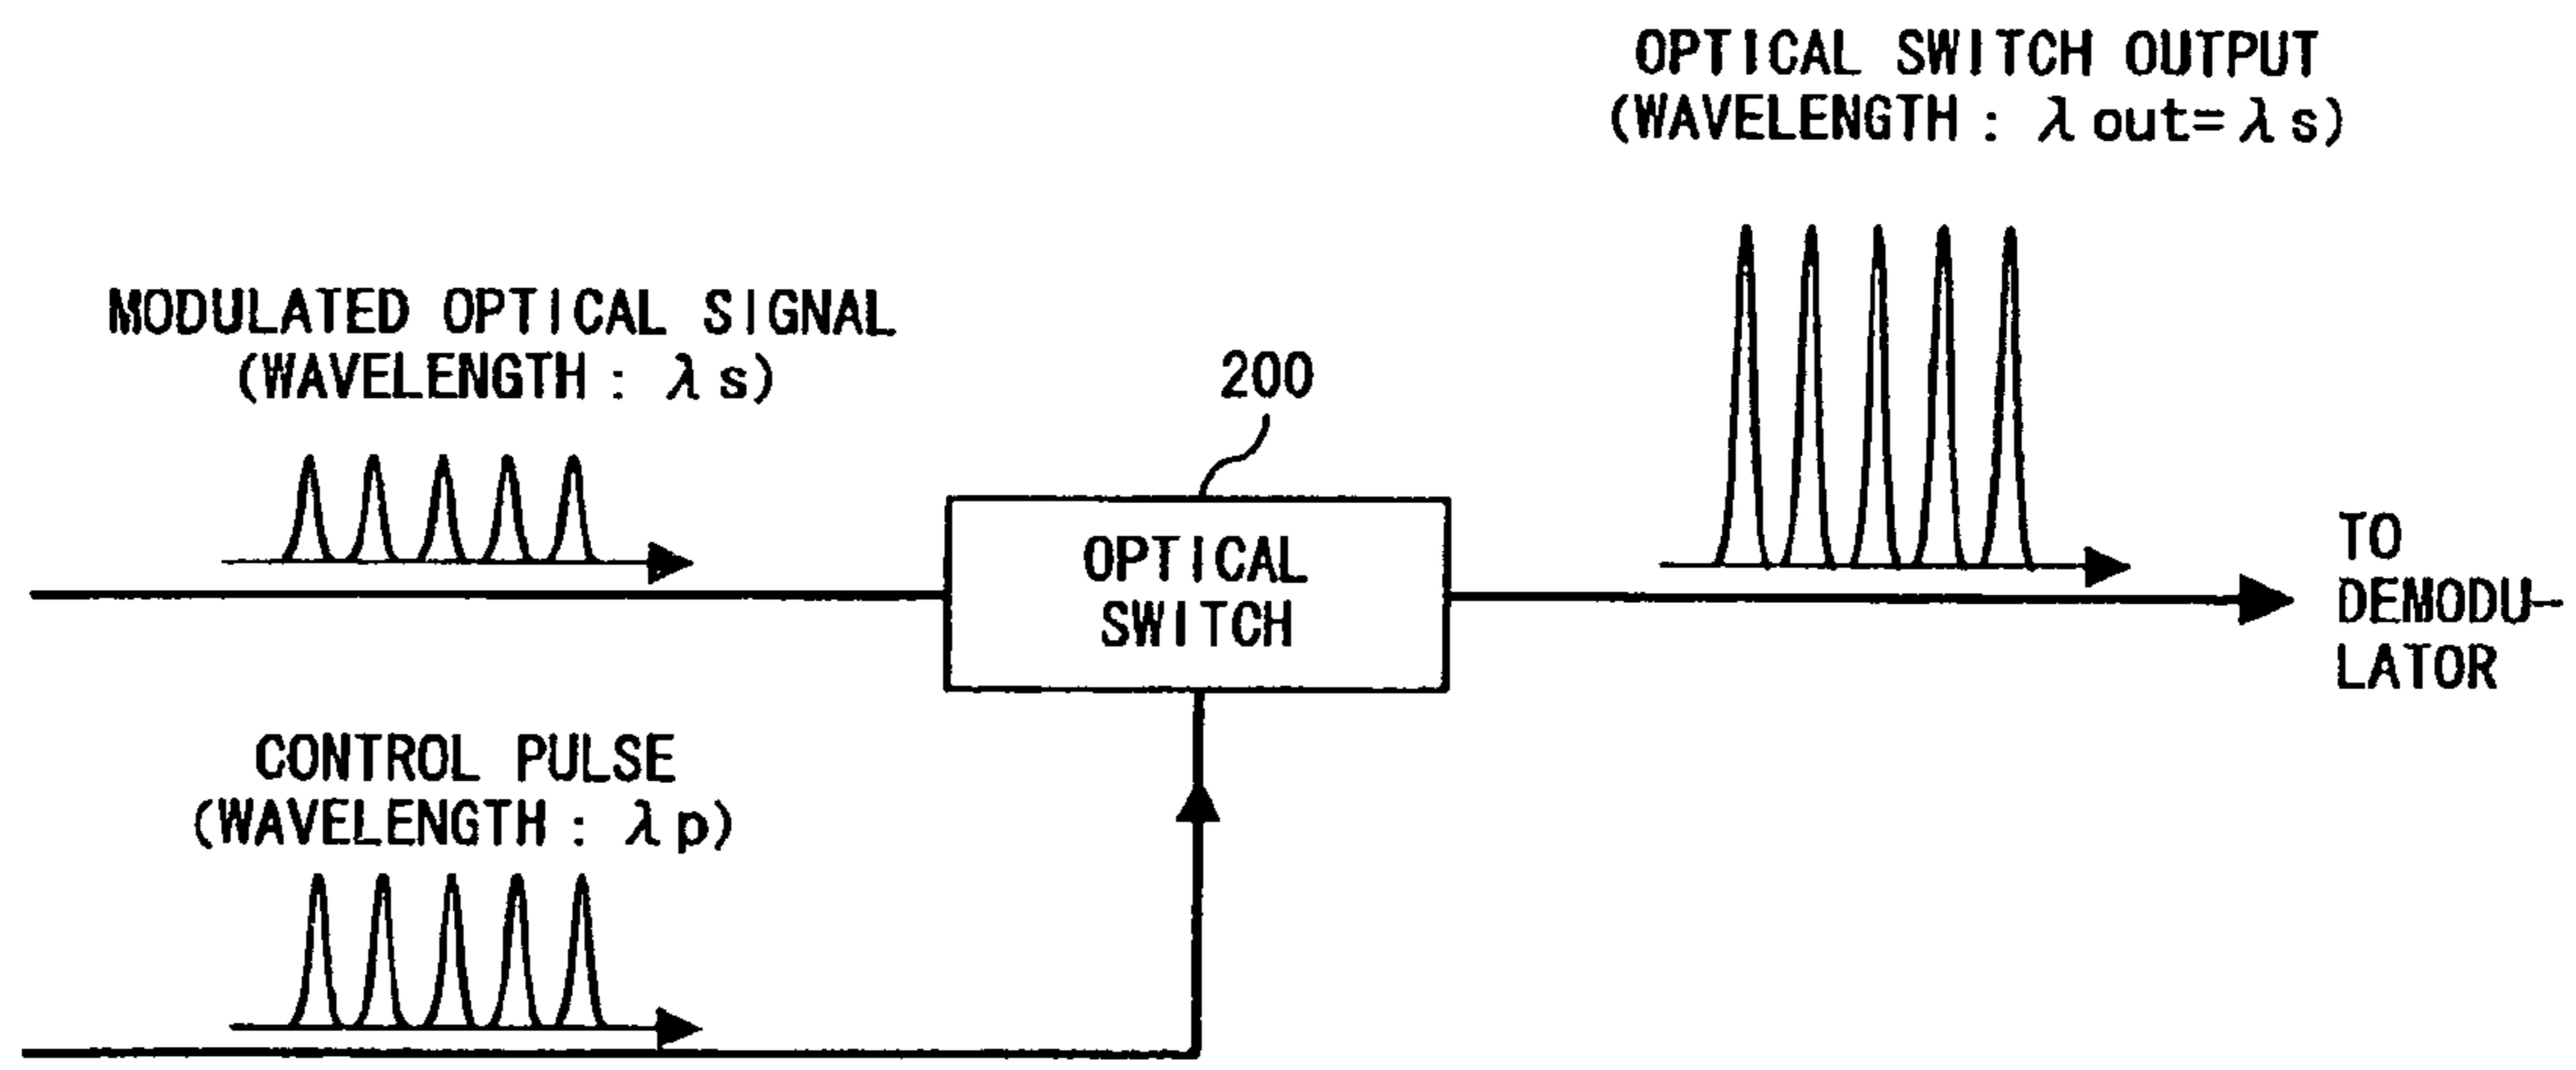 OPTICAL SWITCH OUTPUT
(WAVELENGTH : λout=λs)
MODULATED OPTICAL SIGNAL
(WAVELENGTH : λs)
200
OPTICAL
SWITCH
TO
DEMODU-
LATOR
CONTROL PULSE
(WAVELENGTH : λp)